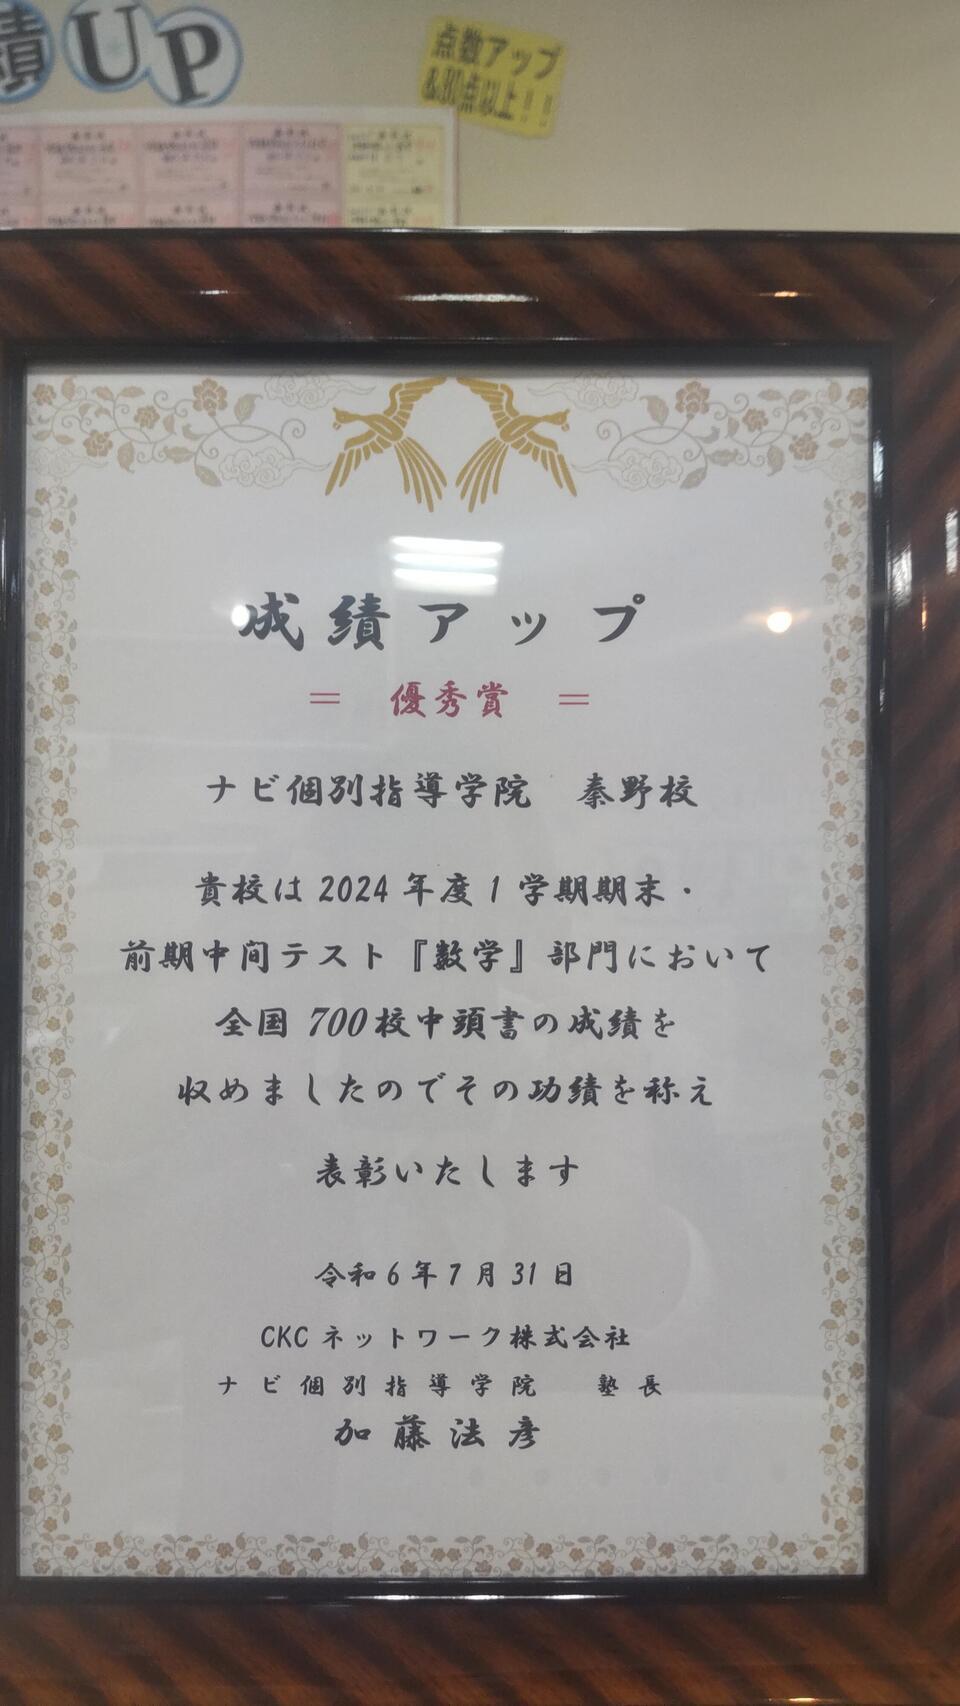 績UP
点数アップ
&80点以上!!
成績アップ
= 優秀賞 =
ナビ個別指導学院 秦野校
貴校は2024年度1学期期末・
前期中間テスト『数学』部門において
全国700校中頭書の成績を
収めましたのでその功績を称え
表彰いたします
令和6年7月31日
CKCネットワーク株式会社
ナビ個別指導学院 塾長
加藤法彦